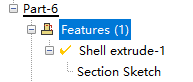 Part-6
Features (1)
Shell extrude-1
Section Sketch